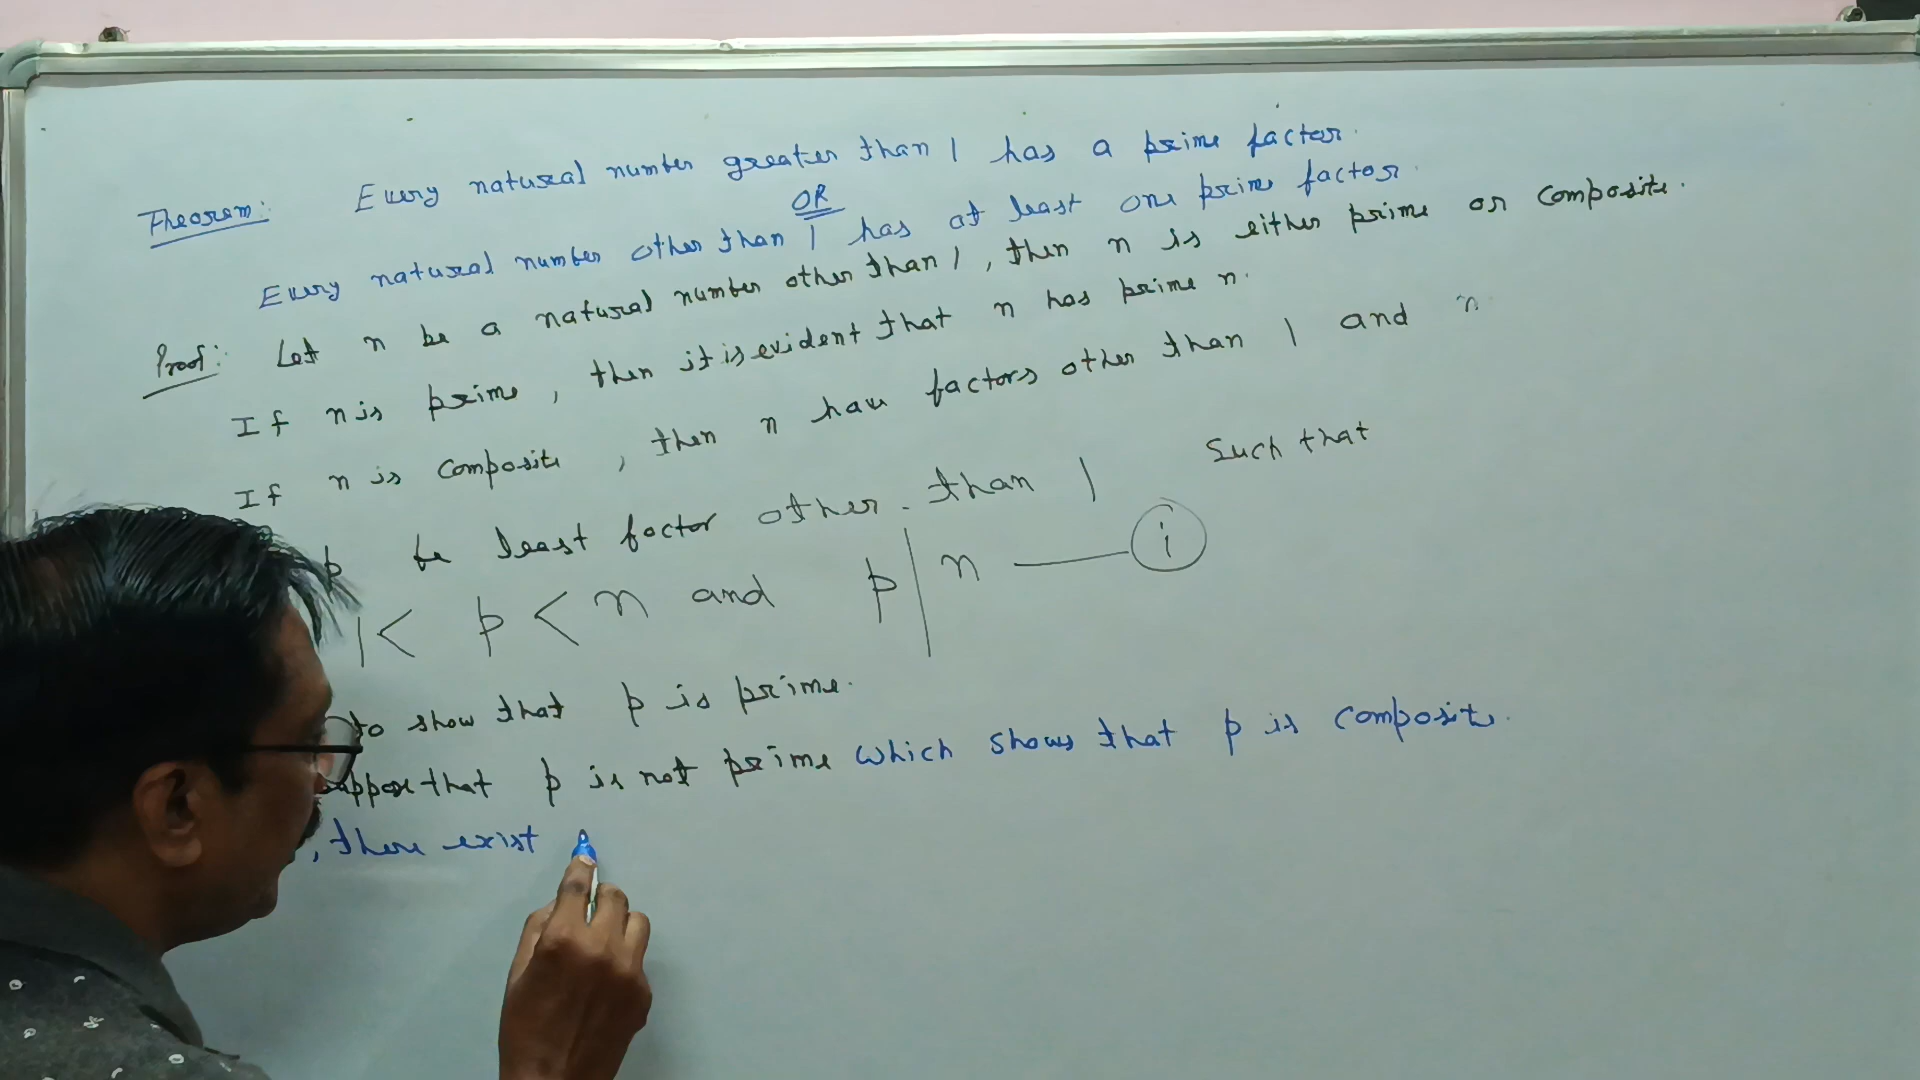 Theorem: Every natural number greater than 1 has a prime factor.
OR
Every natural number other than 1 has at least one prime factor.
Proof: Let n be a natural number other than 1, then n is either prime or composite.
If n is prime, then it is evident that n has prime n.
If n is composite, then n have factors other than 1 and n.
p be least factor other than 1 such that
1 < p < n and p | n — i
to show that p is prime.
that p is not prime which shows that p is composite.
, there exist